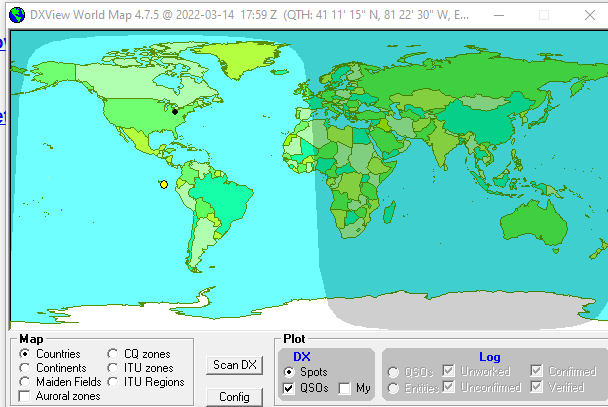 DXView World Map 4.7.5 @ 2022-03-14 17:59 Z (QTH: 41 11' 15" N, 81 22' 30" W, E...
Map
Countries
CQ zones
Continents
ITU zones
Maiden Fields
ITU Regions
Auroral zones
Scan DX
Config
Plot
DX
Spots
QSOs
My
Log
QSOs
Unworked
Confirmed
Entities
Unconfirmed
Verified